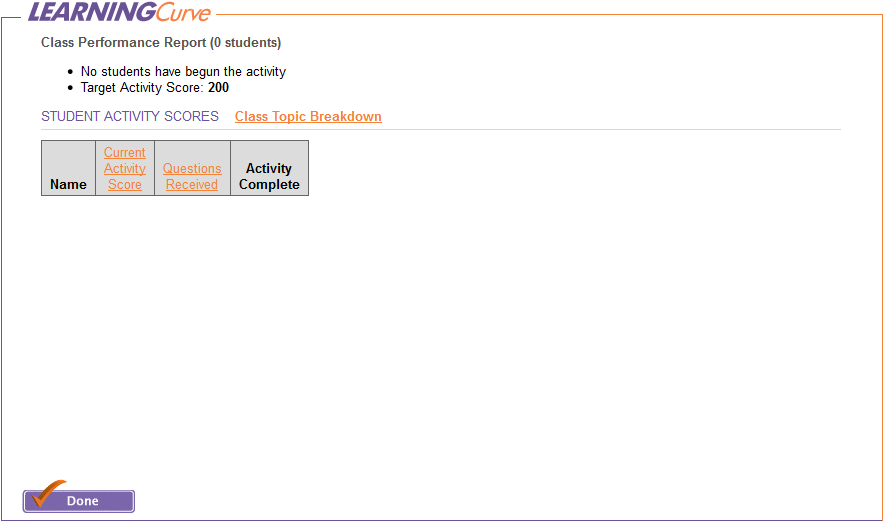 LEARNINGCurve
Class Performance Report (0 students)
• No students have begun the activity
• Target Activity Score: 200
STUDENT ACTIVITY SCORES Class Topic Breakdown
Name
Current
Activity
Score
Questions
Received
Activity
Complete
Done